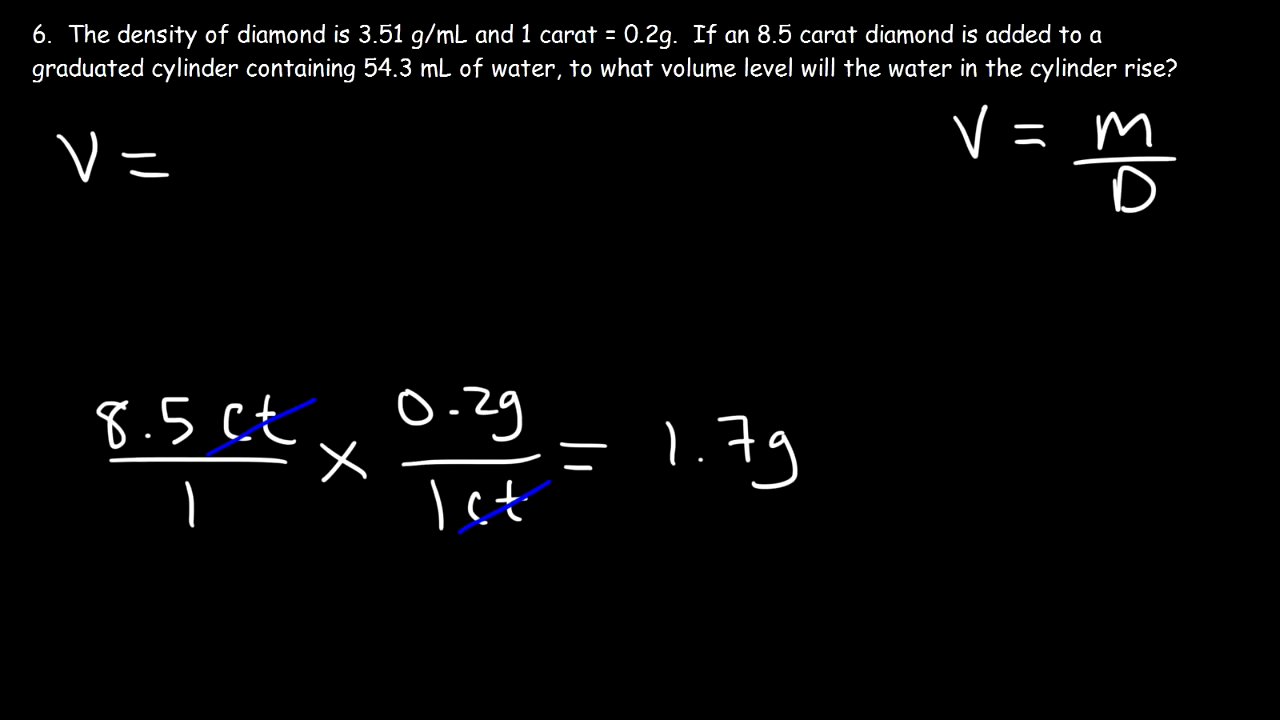 6. The density of diamond is 3.51 g/mL and 1 carat = 0.2g. If an 8.5 carat diamond is added to a
graduated cylinder containing 54.3 mL of water, to what volume level will the water in the cylinder rise?
V =
V = m
D
8.5 ct × 0.2g = 1.7g
1 1ct